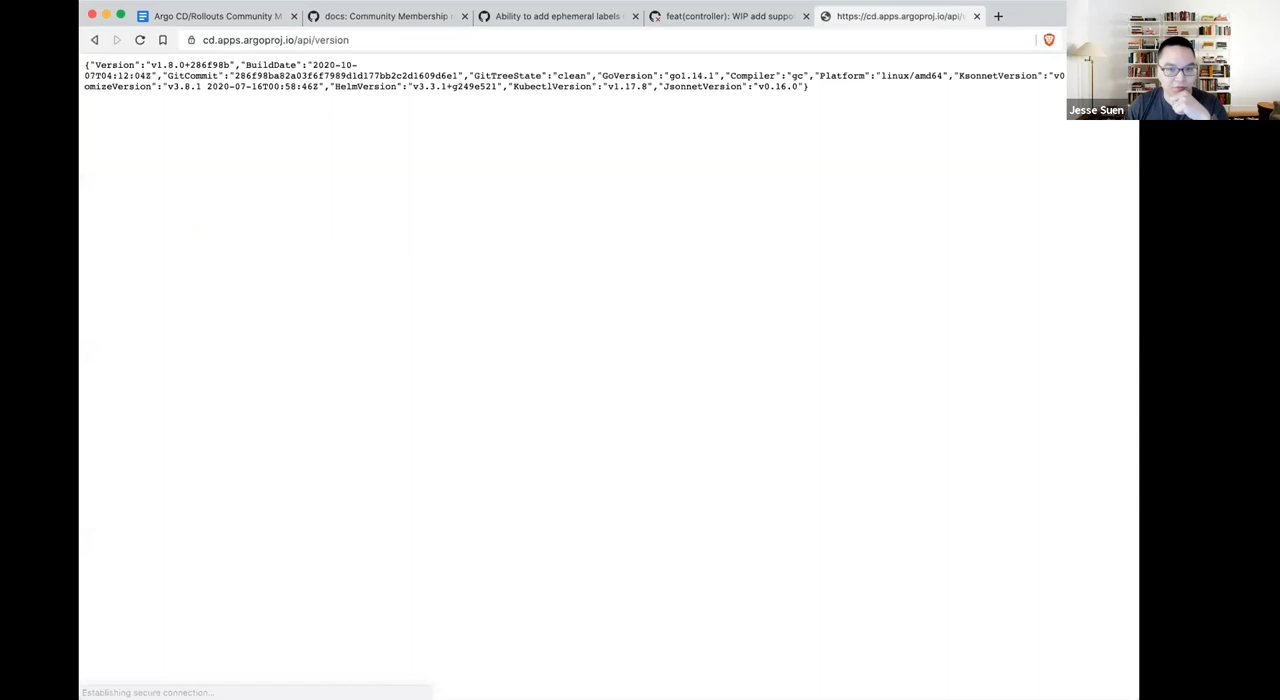 Argo CD/Rollouts Community M
docs: Community Membership
Ability to add ephemeral labels
feat(controller): WIP add suppo
https://cd.apps.argoproj.io/api/
cd.apps.argoproj.io/api/version
{"Version":"v1.8.0+286f98b","BuildDate":"2020-10-
07T04:12:04Z","GitCommit":"286f98ba82a03f6f7989d1d177bb2c2d1609d6e1","GitTreeState":"clean","GoVersion":"go1.14.1","Compiler":"gc","Platform":"linux/amd64","KsonnetVersion":"v0
omizeVersion":"v3.8.1 2020-07-16T00:58:46Z","HelmVersion":"v3.3.1+g249e521","KubectlVersion":"v1.17.8","JsonnetVersion":"v0.16.0"}
Jesse Suen
Establishing secure connection...